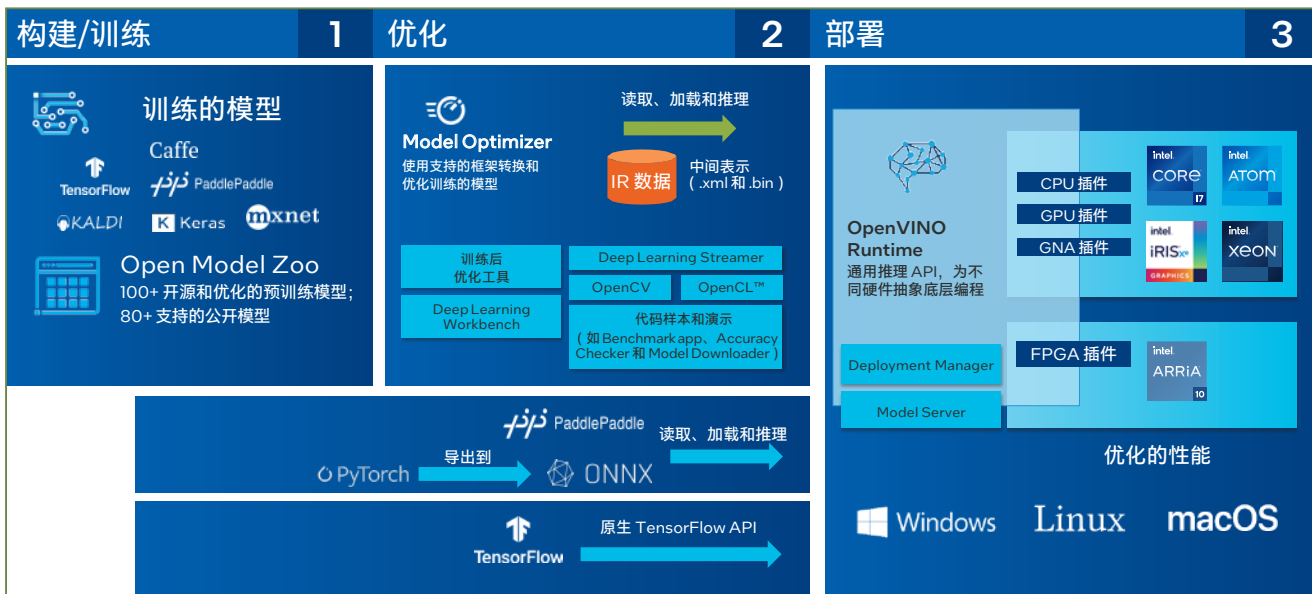 构建/训练
1
优化
2
部署
3
训练的模型
Caffe
TensorFlow
PaddlePaddle
KALDI
K Keras
mxnet
Open Model Zoo
100+ 开源和优化的预训练模型；
80+ 支持的公开模型
Model Optimizer
使用支持的框架转换和
优化训练的模型
读取、加载和推理
IR 数据
中间表示
（.xml 和 .bin）
训练后
优化工具
Deep Learning
Workbench
Deep Learning Streamer
OpenCV
OpenCL™
代码样本和演示
（如 Benchmark app、Accuracy
Checker 和 Model Downloader）
OpenVINO
Runtime
通用推理 API，为不
同硬件抽象底层编程
Deployment Manager
Model Server
CPU 插件
GPU 插件
GNA 插件
intel.
CORE
i7
intel.
ATOM
intel.
iRISxe
GRAPHICS
intel.
XEON
FPGA 插件
intel.
ARRIA
10
优化的性能
Windows
Linux
macOS
PyTorch
导出到
PaddlePaddle
ONNX
读取、加载和推理
TensorFlow
原生 TensorFlow API